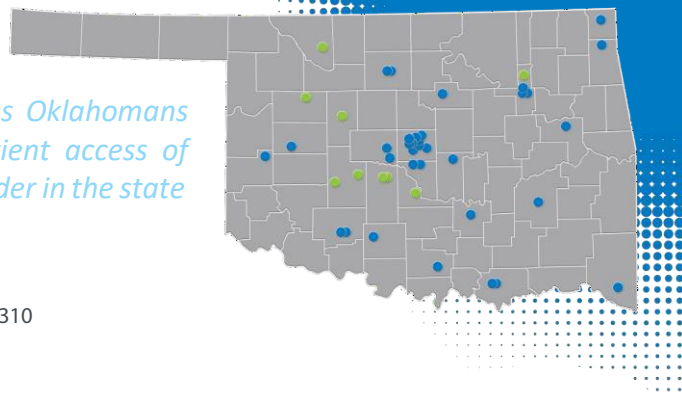 s Oklahomans
ient access of
der in the state
310